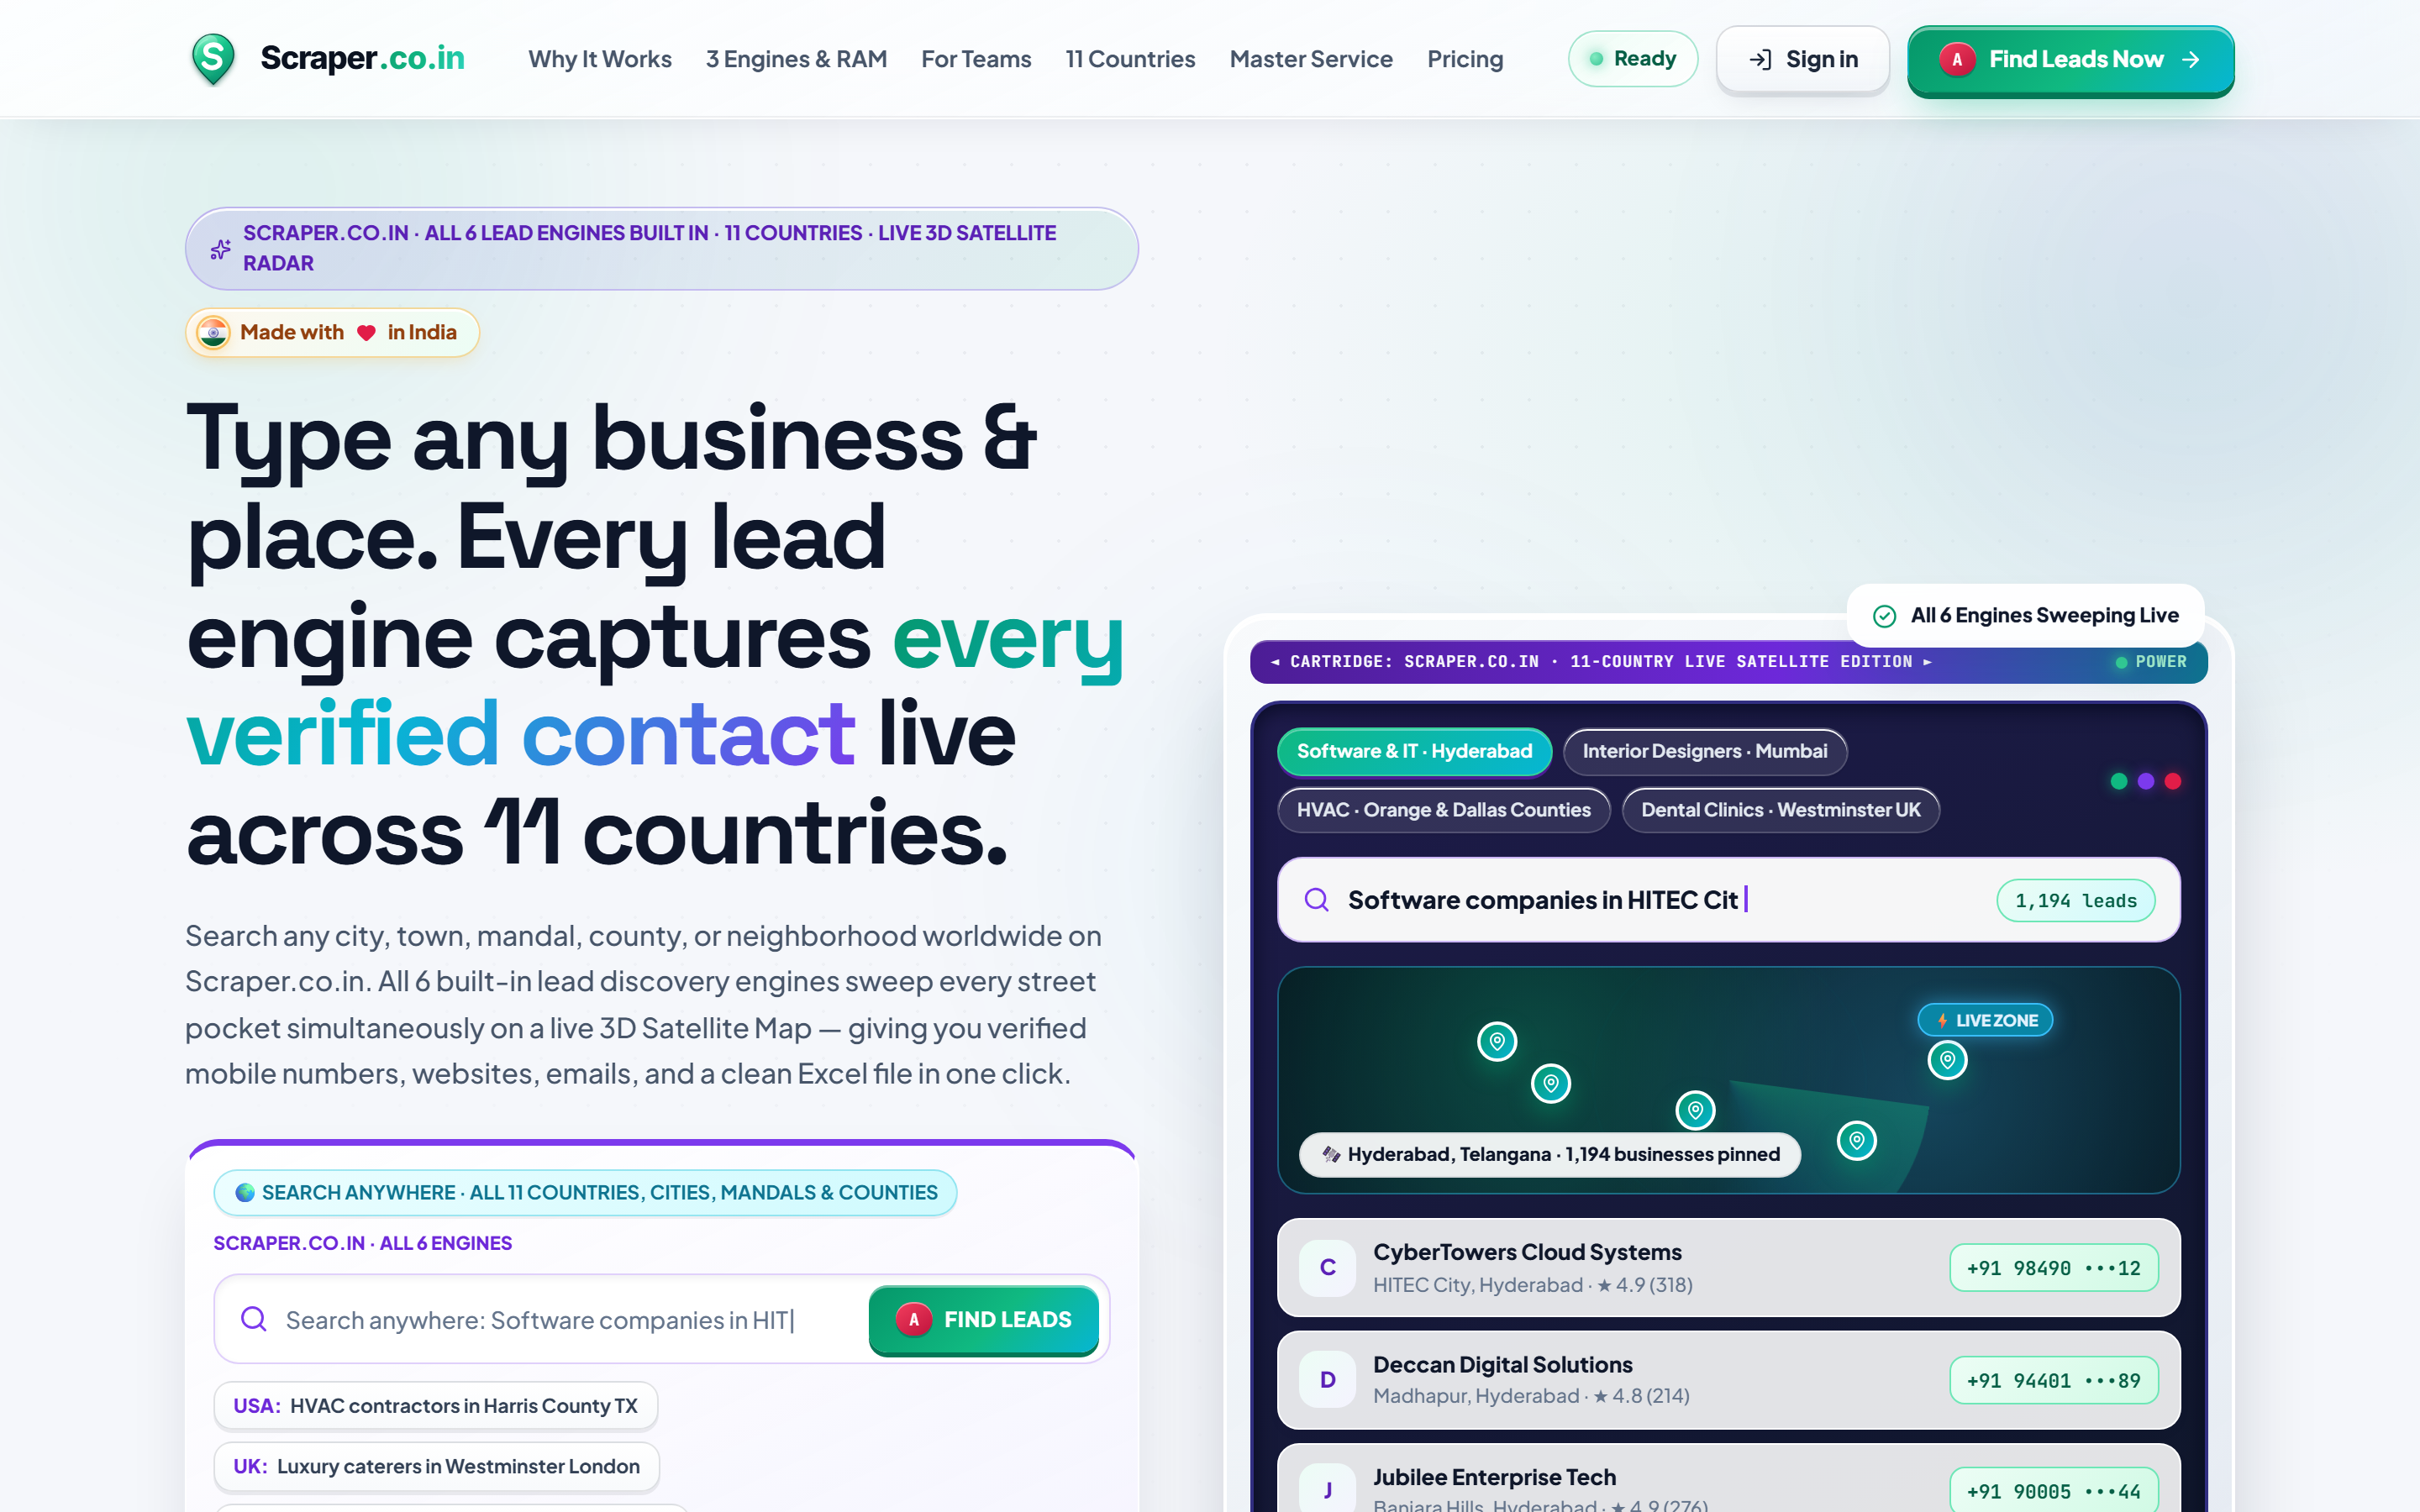 Scraper.co.in
Why It Works
3 Engines & RAM
For Teams
11 Countries
Master Service
Pricing
Ready
Sign in
A Find Leads Now →
SCRAPER.CO.IN · ALL 6 LEAD ENGINES BUILT IN · 11 COUNTRIES · LIVE 3D SATELLITE
RADAR
Made with ❤ in India
Type any business &
place. Every lead
engine captures every
verified contact live
across 11 countries.
Search any city, town, mandal, county, or neighborhood worldwide on
Scraper.co.in. All 6 built-in lead discovery engines sweep every street
pocket simultaneously on a live 3D Satellite Map — giving you verified
mobile numbers, websites, emails, and a clean Excel file in one click.
SEARCH ANYWHERE · ALL 11 COUNTRIES, CITIES, MANDALS & COUNTIES
SCRAPER.CO.IN · ALL 6 ENGINES
Search anywhere: Software companies in HIT|
A FIND LEADS
USA: HVAC contractors in Harris County TX
UK: Luxury caterers in Westminster London
All 6 Engines Sweeping Live
◄ CARTRIDGE: SCRAPER.CO.IN · 11-COUNTRY LIVE SATELLITE EDITION ►
POWER
Software & IT · Hyderabad
Interior Designers · Mumbai
HVAC · Orange & Dallas Counties
Dental Clinics · Westminster UK
Software companies in HITEC Cit
1,194 leads
LIVE ZONE
Hyderabad, Telangana · 1,194 businesses pinned
C
CyberTowers Cloud Systems
HITEC City, Hyderabad · ★ 4.9 (318)
+91 98490 •••12
D
Deccan Digital Solutions
Madhapur, Hyderabad · ★ 4.8 (214)
+91 94401 •••89
J
Jubilee Enterprise Tech
Banjara Hills, Hyderabad · ★ 4.9 (276)
+91 90005 •••44